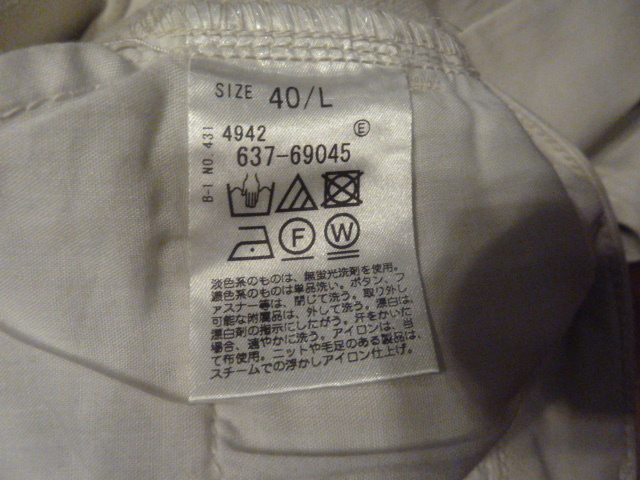 SIZE 40/L
B-1 NO. 431
4942 E
637-69045
F W
淡色系のものは、無蛍光洗剤を使用。
濃色系のものは単品洗い。ボタン、フ
ァスナー等は、閉じて洗う。取り外し
可能な附属品は、外して洗う。漂白は、
漂白剤の指示にしたがう。汗をかいた
場合、速やかに洗う。アイロンは、当
て布使用。ニットや毛足のある製品は、
スチームでの浮かしアイロン仕上げ。